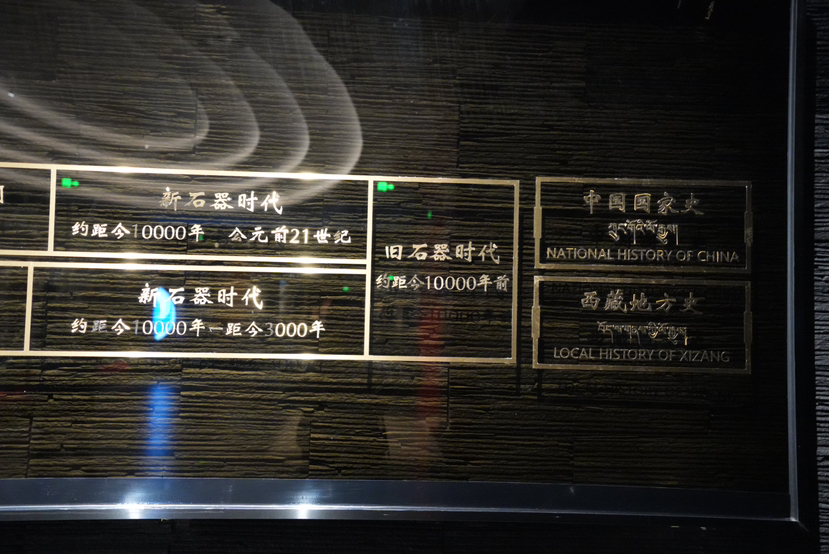 新石器时代
约距今10000年 公元前21世纪
旧石器时代
约距今10000年前
中国国家史
NATIONAL HISTORY OF CHINA
新石器时代
约距今10000年—距今3000年
西藏地方史
LOCAL HISTORY OF XIZANG